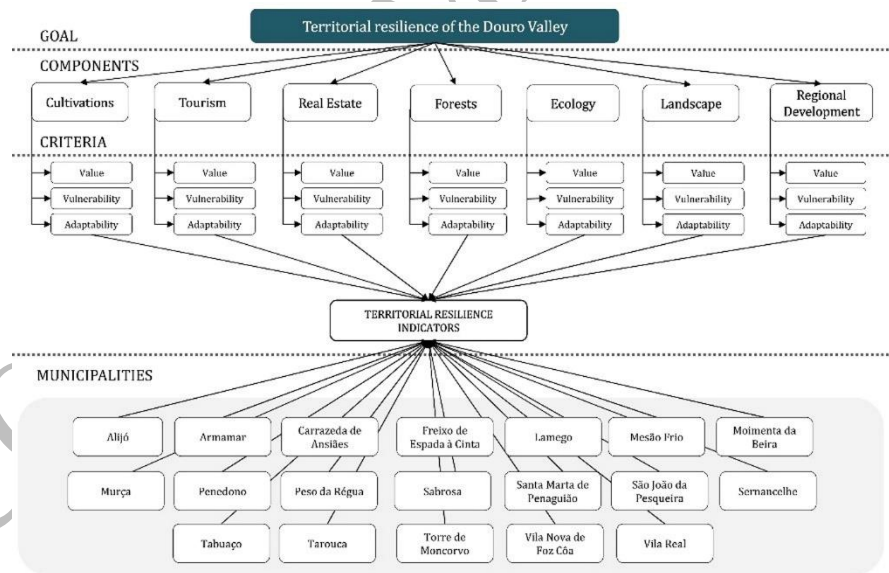 Territorial resilience of the Douro Valley
GOAL
COMPONENTS
Cultivations
Tourism
Real Estate
Forests
Ecology
Landscape
Regional
Development
CRITERIA
Value
Value
Value
Value
Value
Value
Value
Vulnerability
Vulnerability
Vulnerability
Vulnerability
Vulnerability
Vulnerability
Vulnerability
Adaptability
Adaptability
Adaptability
Adaptability
Adaptability
Adaptability
Adaptability
TERRITORIAL RESILIENCE
INDICATORS
MUNICIPALITIES
Alijó
Armamar
Carrazeda de
Ansiães
Freixo de
Espada à Cinta
Lamego
Mesão Frio
Moimenta da
Beira
Murça
Penedono
Peso da Régua
Sabrosa
Santa Marta de
Penaguião
São João da
Pesqueira
Sernancelhe
Tabuaço
Tarouca
Torre de
Moncorvo
Vila Nova de
Foz Côa
Vila Real